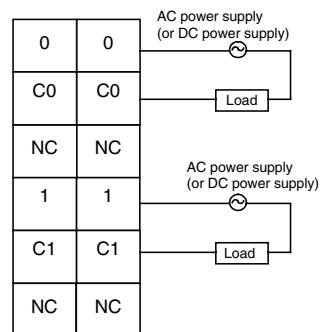 AC power supply
(or DC power supply)
0 0
C0 C0
Load
NC NC
AC power supply
(or DC power supply)
1 1
C1 C1
Load
NC NC